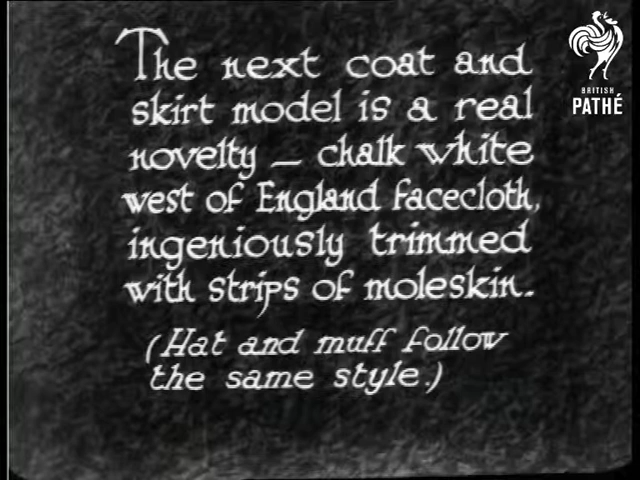 The next coat and
skirt model is a real
novelty — chalk white
west of England facecloth,
ingeniously trimmed
with strips of moleskin.
(Hat and muff follow
the same style.)
BRITISH
PATHÉ